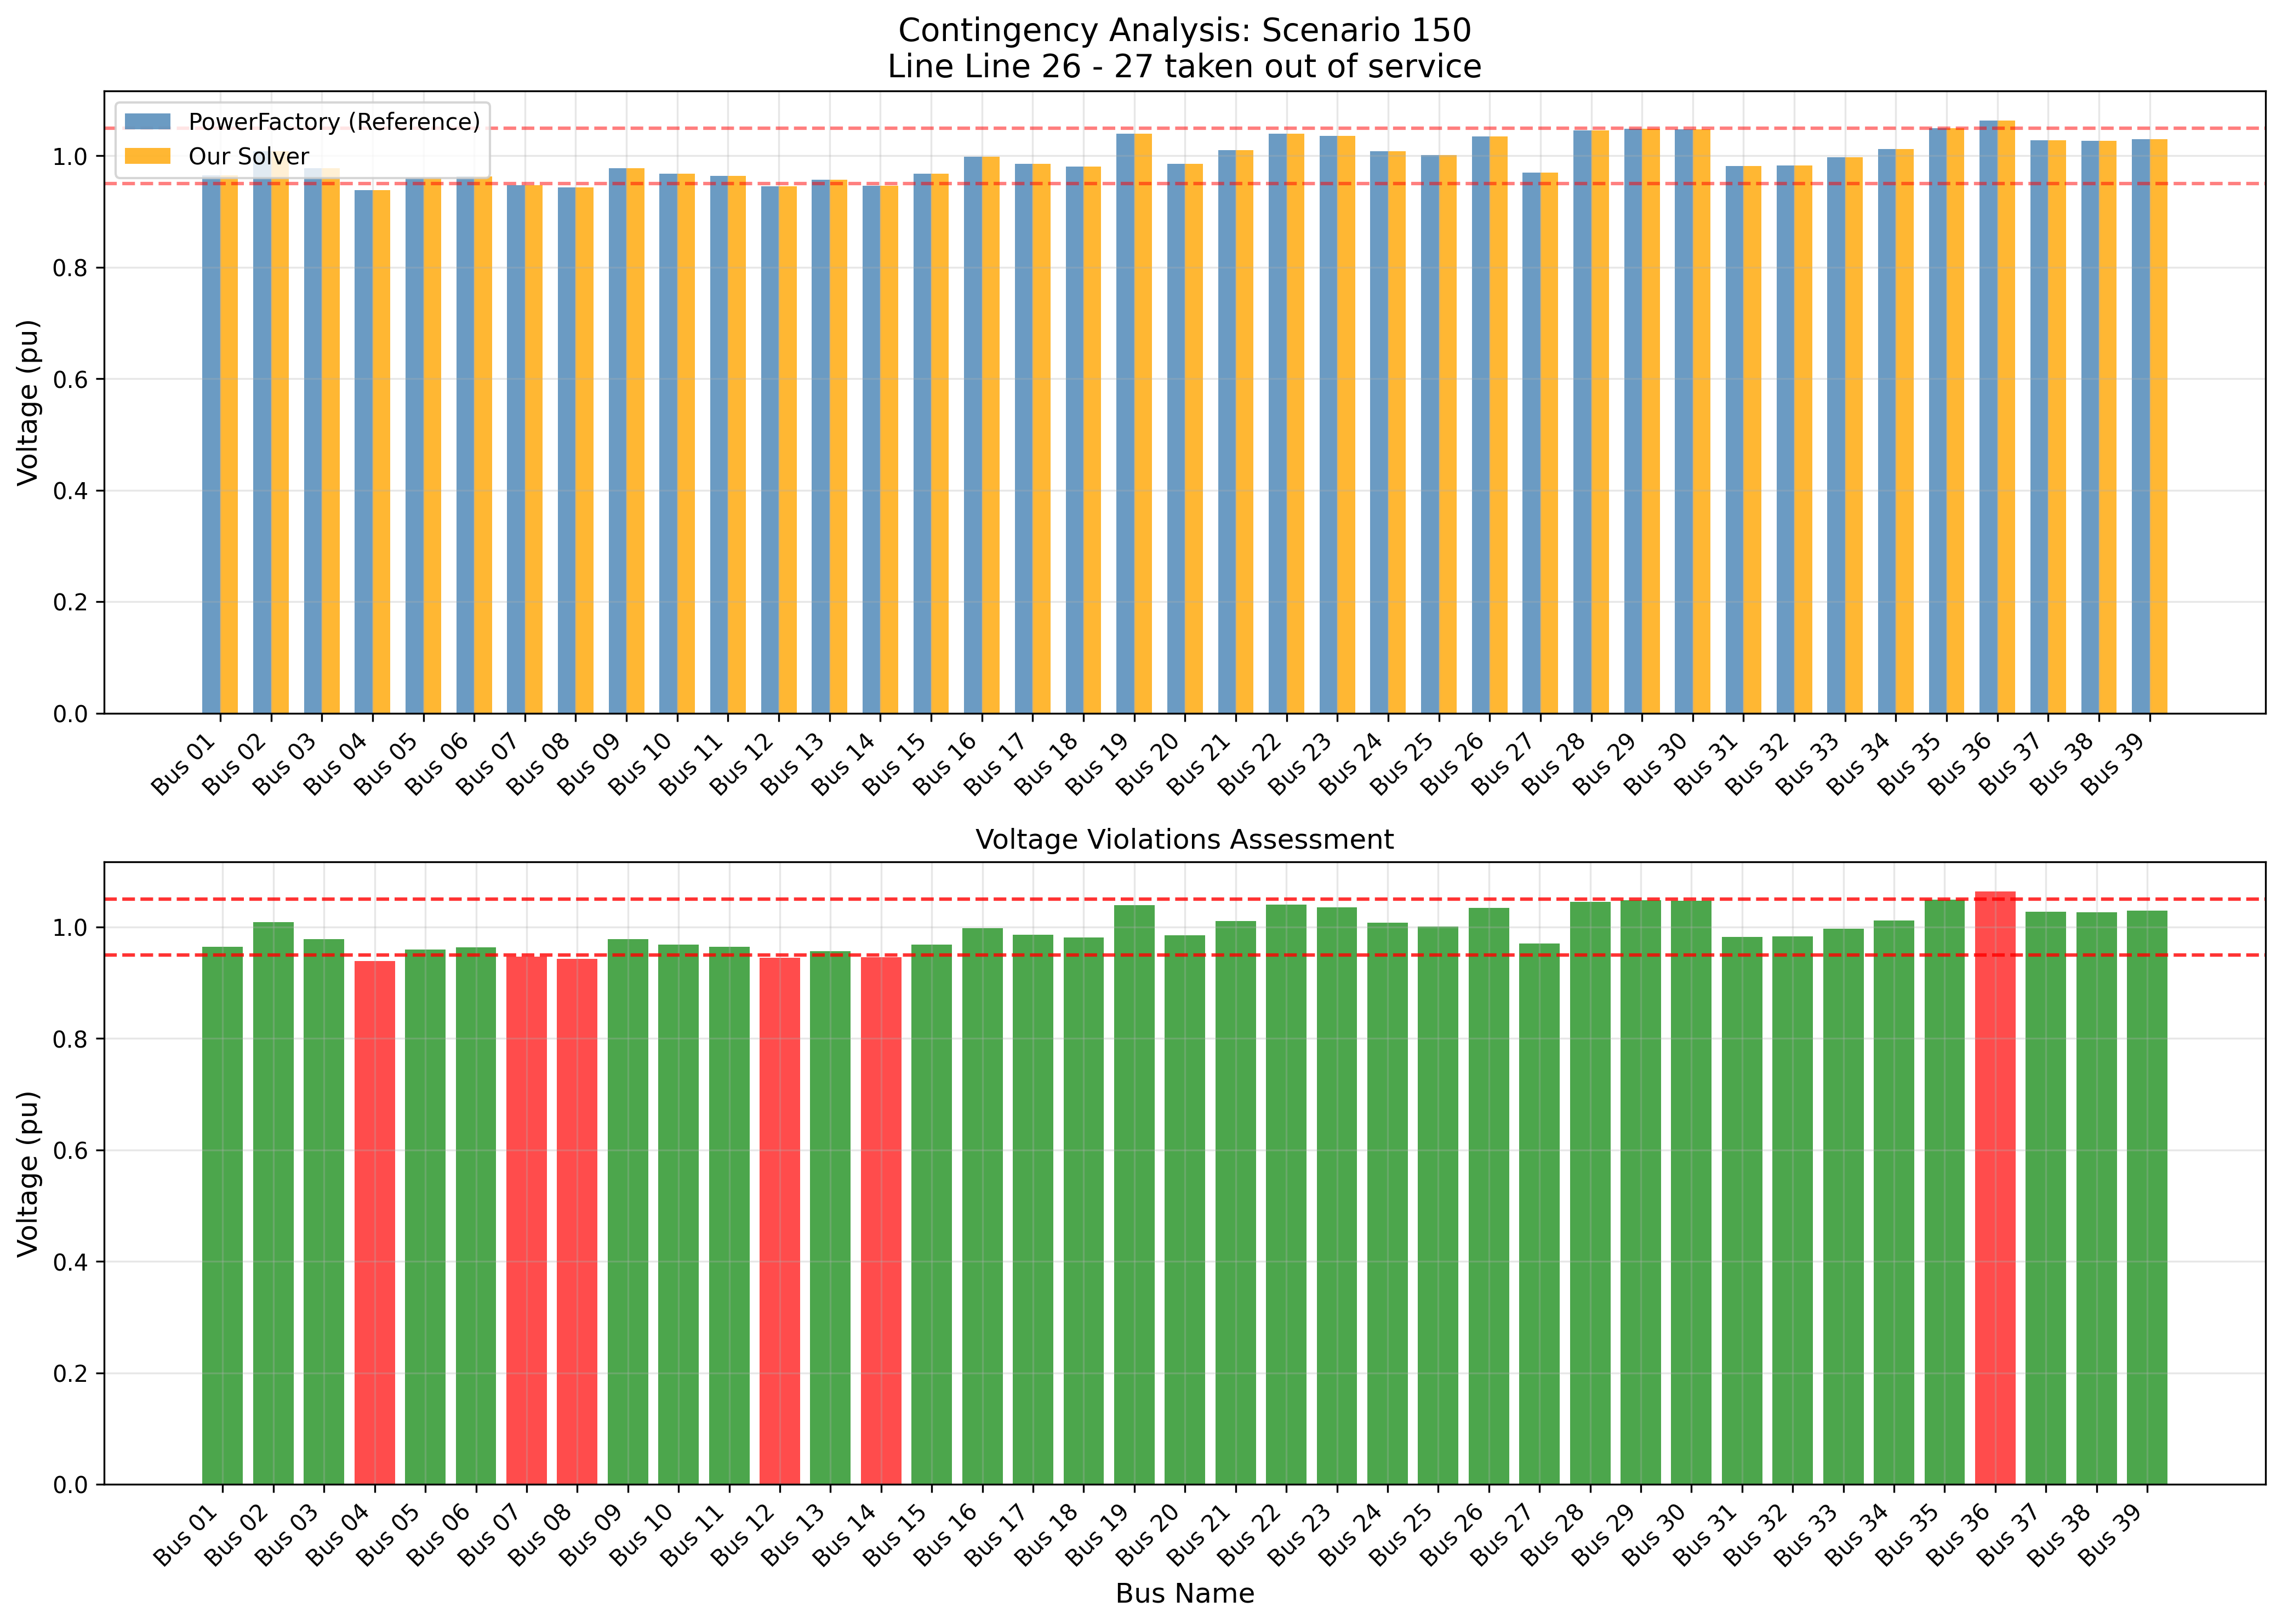 Contingency Analysis: Scenario 150
Line Line 26 - 27 taken out of service
PowerFactory (Reference)
Our Solver
Voltage (pu)
1.0
0.8
0.6
0.4
0.2
0.0
Bus 01
Bus 02
Bus 03
Bus 04
Bus 05
Bus 06
Bus 07
Bus 08
Bus 09
Bus 10
Bus 11
Bus 12
Bus 13
Bus 14
Bus 15
Bus 16
Bus 17
Bus 18
Bus 19
Bus 20
Bus 21
Bus 22
Bus 23
Bus 24
Bus 25
Bus 26
Bus 27
Bus 28
Bus 29
Bus 30
Bus 31
Bus 32
Bus 33
Bus 34
Bus 35
Bus 36
Bus 37
Bus 38
Bus 39
Voltage Violations Assessment
Voltage (pu)
1.0
0.8
0.6
0.4
0.2
0.0
Bus 01
Bus 02
Bus 03
Bus 04
Bus 05
Bus 06
Bus 07
Bus 08
Bus 09
Bus 10
Bus 11
Bus 12
Bus 13
Bus 14
Bus 15
Bus 16
Bus 17
Bus 18
Bus 19
Bus 20
Bus 21
Bus 22
Bus 23
Bus 24
Bus 25
Bus 26
Bus 27
Bus 28
Bus 29
Bus 30
Bus 31
Bus 32
Bus 33
Bus 34
Bus 35
Bus 36
Bus 37
Bus 38
Bus 39
Bus Name